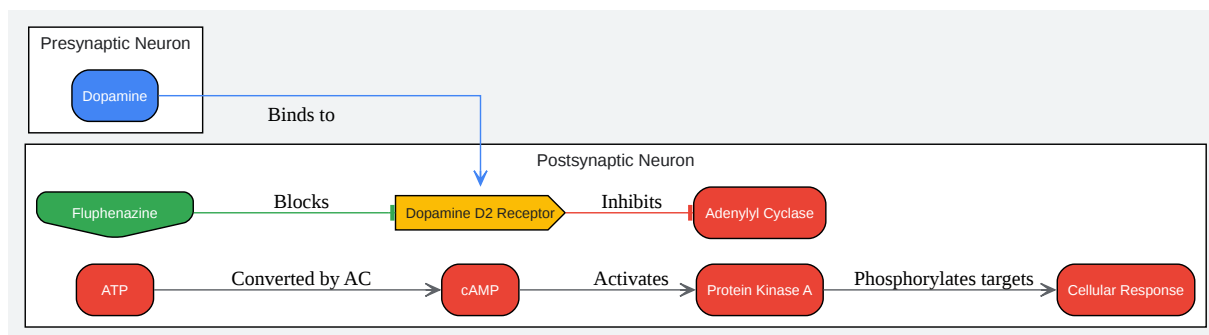 Presynaptic Neuron
Dopamine
Binds to
Postsynaptic Neuron
Fluphenazine
Blocks
Dopamine D2 Receptor
Inhibits
Adenylyl Cyclase
ATP
Converted by AC
cAMP
Activates
Protein Kinase A
Phosphorylates targets
Cellular Response